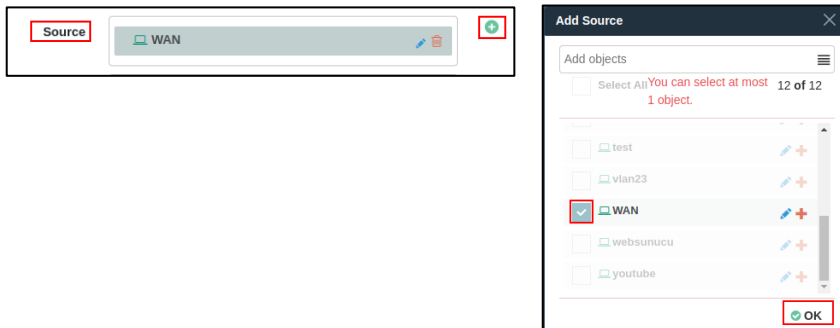 Source
WAN
Add Source
Add objects
Select All You can select at most 1 object. 12 of 12
test
vlan23
WAN
websunucu
youtube
OK